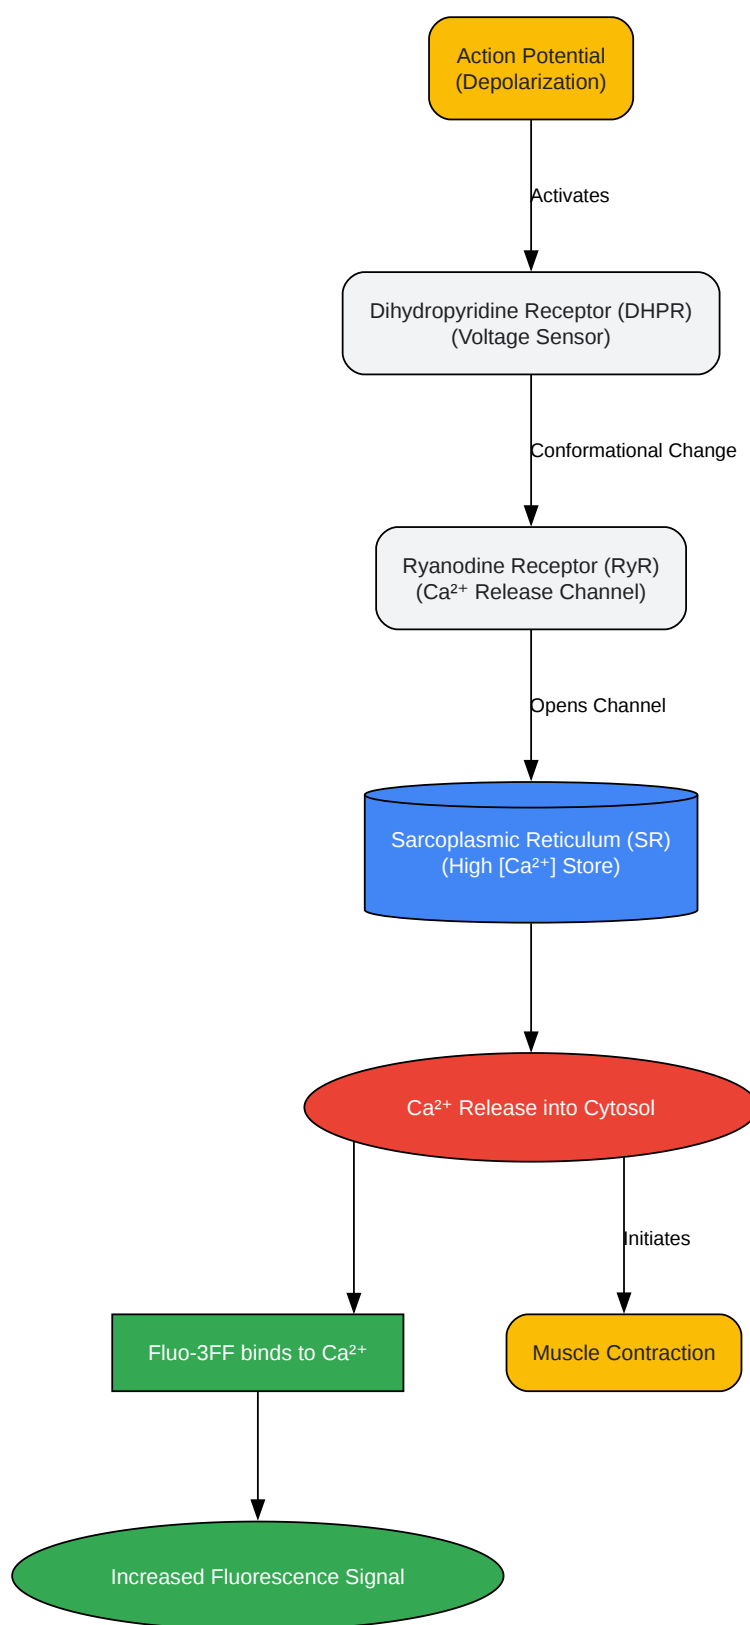 Action Potential
(Depolarization)
Activates
Dihydropyridine Receptor (DHPR)
(Voltage Sensor)
Conformational Change
Ryanodine Receptor (RyR)
(Ca²⁺ Release Channel)
Opens Channel
Sarcoplasmic Reticulum (SR)
(High [Ca²⁺] Store)
Ca²⁺ Release into Cytosol
Initiates
Fluo-3FF binds to Ca²⁺
Muscle Contraction
Increased Fluorescence Signal